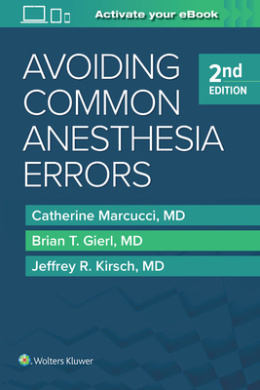 Activate your eBook
AVOIDING
COMMON
ANESTHESIA
ERRORS
2nd
EDITION
Catherine Marcucci, MD
Brian T. Gierl, MD
Jeffrey R. Kirsch, MD
Wolters Kluwer